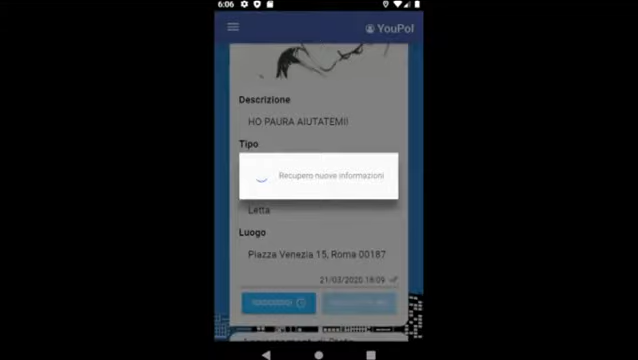 6:06
YouPol
Descrizione
HO PAURA AIUTATEMI!
Tipo
Recupero nuove informazioni
Letta
Luogo
Piazza Venezia 15, Roma 00187
21/03/2020 18:09